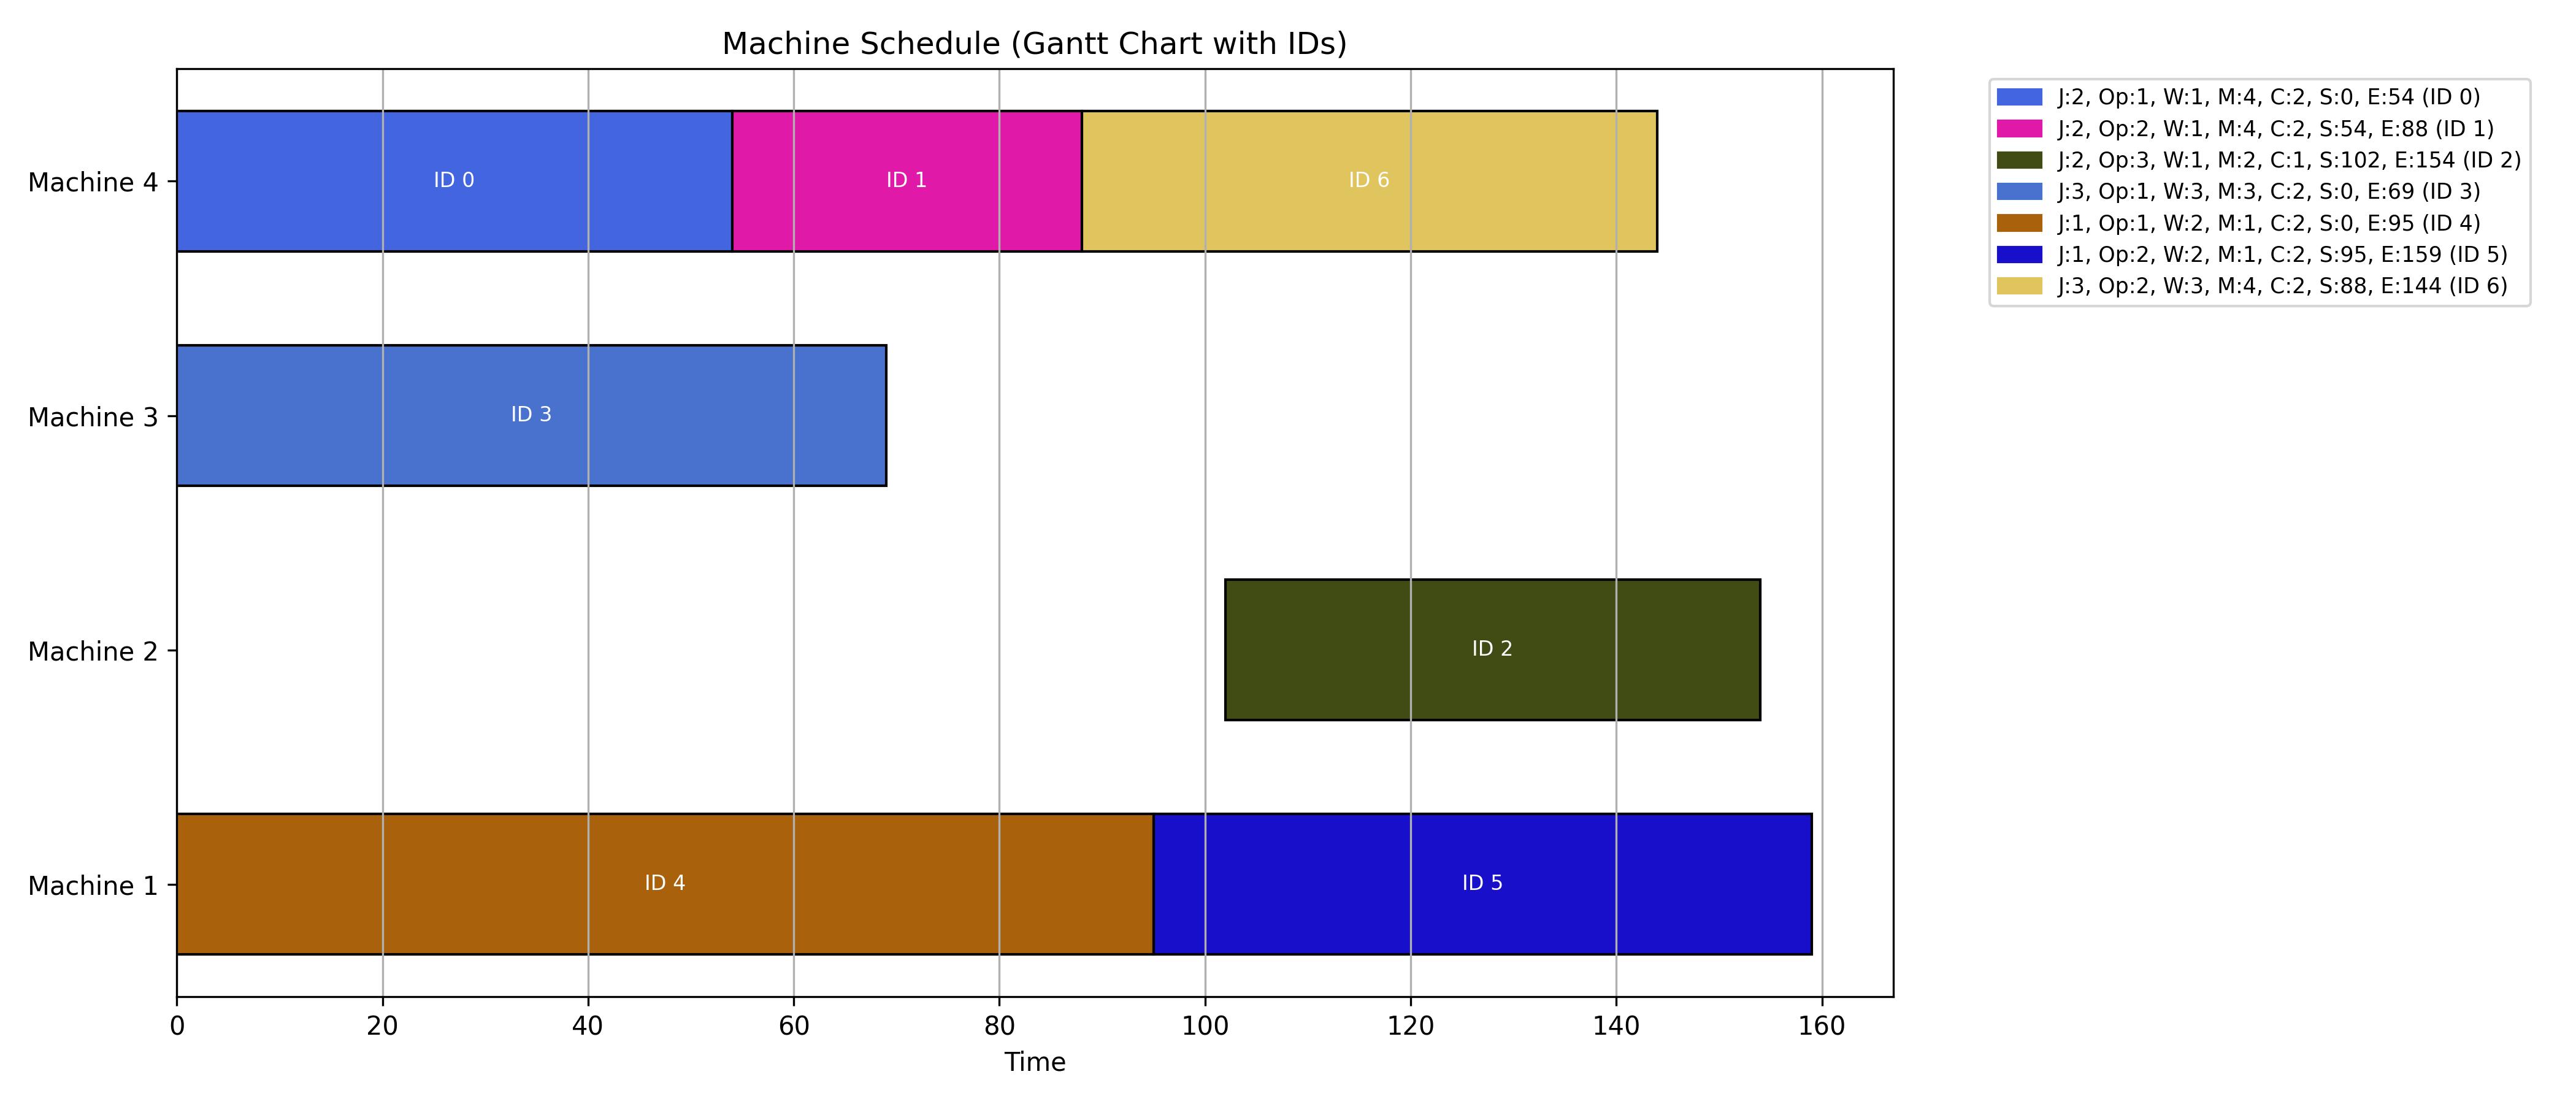 Machine Schedule (Gantt Chart with IDs)
Machine 4
ID 0
ID 1
ID 6
Machine 3
ID 3
Machine 2
ID 2
Machine 1
ID 4
ID 5
0 20 40 60 80 100 120 140 160
Time
J:2, Op:1, W:1, M:4, C:2, S:0, E:54 (ID 0)
J:2, Op:2, W:1, M:4, C:2, S:54, E:88 (ID 1)
J:2, Op:3, W:1, M:2, C:1, S:102, E:154 (ID 2)
J:3, Op:1, W:3, M:3, C:2, S:0, E:69 (ID 3)
J:1, Op:1, W:2, M:1, C:2, S:0, E:95 (ID 4)
J:1, Op:2, W:2, M:1, C:2, S:95, E:159 (ID 5)
J:3, Op:2, W:3, M:4, C:2, S:88, E:144 (ID 6)